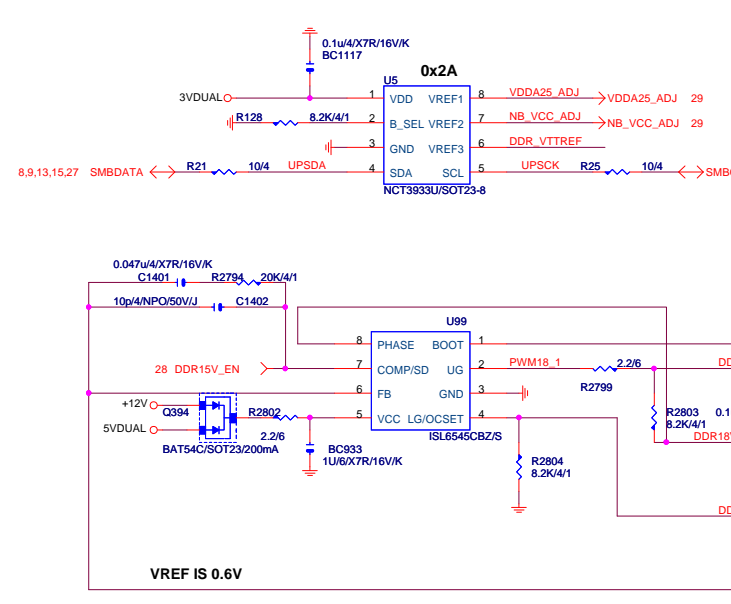 0.1u/4/X7R/16V/K
BC1117
U5
0x2A
3VDUAL
1 VDD VREF1 8 VDDA25_ADJ VDDA25_ADJ 29
R128 8.2K/4/1 2 B_SEL VREF2 7 NB_VCC_ADJ NB_VCC_ADJ 29
3 GND VREF3 6 DDR_VTTREF
8,9,13,15,27 SMBDATA R21 10/4 UPSDA 4 SDA SCL 5 UPSCK R25 10/4
NCT3933U/SOT23-8
0.047u/4/X7R/16V/K
C1401 R2794 20K/4/1
10p/4/NPO/50V/J C1402
U99
8 PHASE BOOT 1
28 DDR15V_EN 7 COMP/SD UG 2 PWM18_1 2.2/6
R2799
6 FB GND 3
+12V Q394 R2802 5 VCC LG/OCSET 4 R2803 0.1
8.2K/4/1
5VDUAL 2.2/6 ISL6545CBZ/S
BAT54C/SOT23/200mA BC933
1U/6/X7R/16V/K
R2804
8.2K/4/1
VREF IS 0.6V